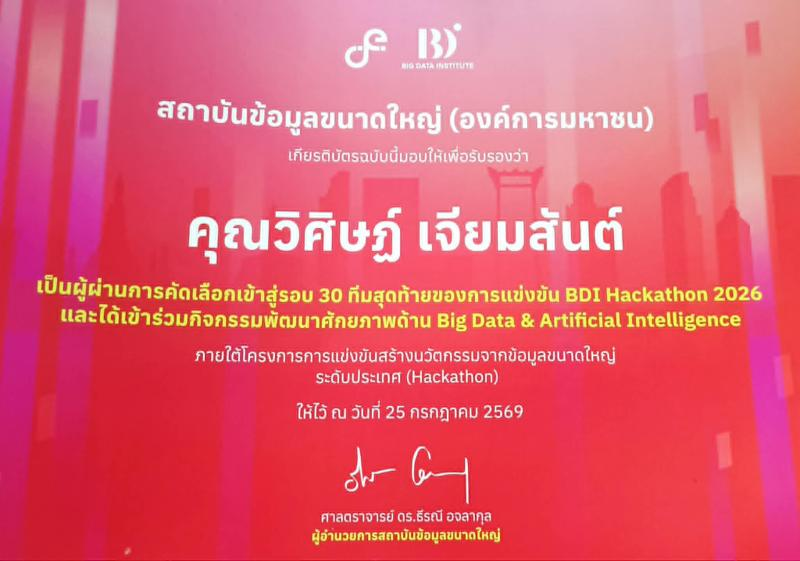 BDI
BIG DATA INSTITUTE
สถาบันข้อมูลขนาดใหญ่ (องค์การมหาชน)
เกียรติบัตรฉบับนี้มอบให้เพื่อรับรองว่า
คุณวิศิษฏ์ เจียมสันต์
เป็นผู้ผ่านการคัดเลือกเข้าสู่รอบ 30 ทีมสุดท้ายของการแข่งขัน BDI Hackathon 2026
และได้เข้าร่วมกิจกรรมพัฒนาศักยภาพด้าน Big Data & Artificial Intelligence
ภายใต้โครงการการแข่งขันสร้างนวัตกรรมจากข้อมูลขนาดใหญ่
ระดับประเทศ (Hackathon)
ให้ไว้ ณ วันที่ 25 กรกฎาคม 2569
ศาสตราจารย์ ดร.ธีรณี อจลากุล
ผู้อำนวยการสถาบันข้อมูลขนาดใหญ่